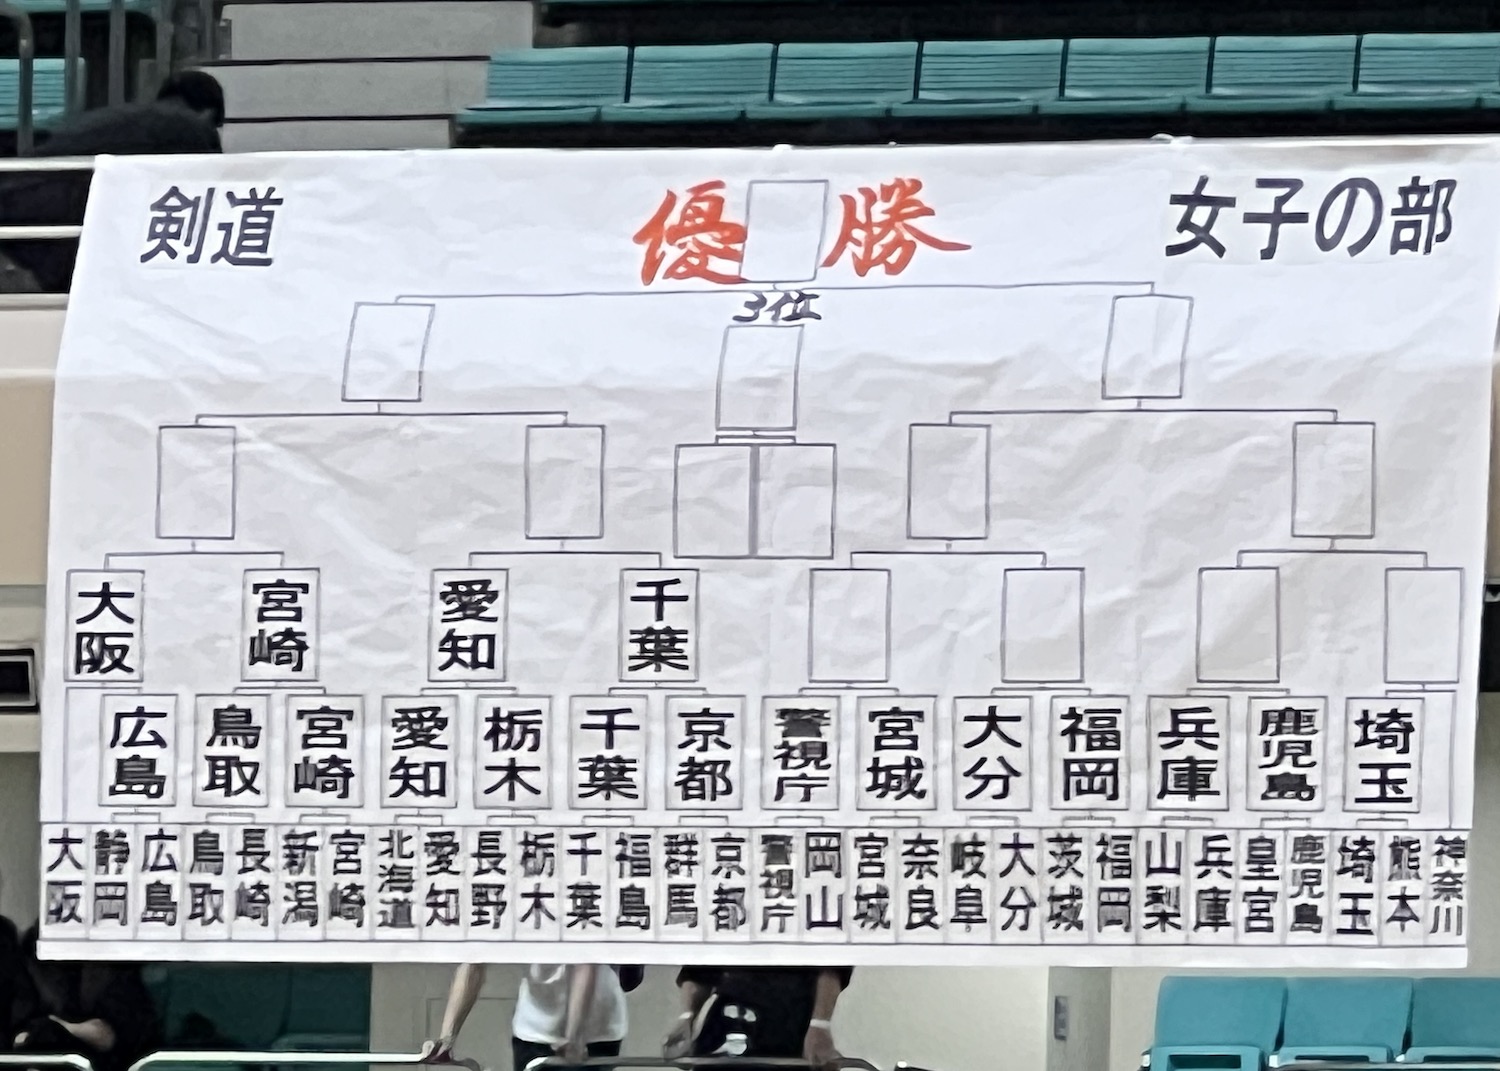 剣道
優勝
女子の部
3位
大阪 宮崎 愛知 千葉
広島 鳥取 宮崎 愛知 栃木 千葉 京都 警視庁 宮城 大分 福岡 兵庫 鹿児島 埼玉
大阪 静岡 広島 鳥取 長崎 新潟 宮崎 北海道 愛知 長野 栃木 千葉 福島 群馬 京都 警視庁 岡山 宮城 奈良 岐阜 大分 茨城 福岡 山梨 兵庫 皇宮 鹿児島 埼玉 熊本 神奈川